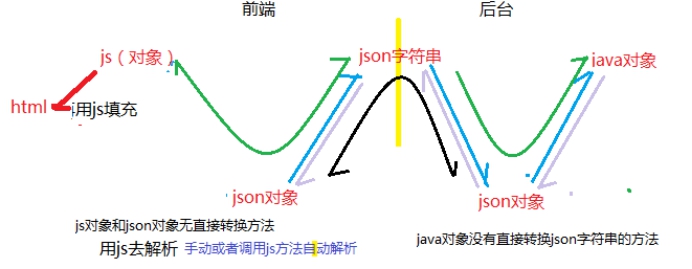 前端
后台
js（对象）
json字符串
java对象
html
用js填充
json对象
json对象
js对象和json对象无直接转换方法
用js去解析 手动或者调用js方法自动解析
java对象没有直接转换json字符串的方法